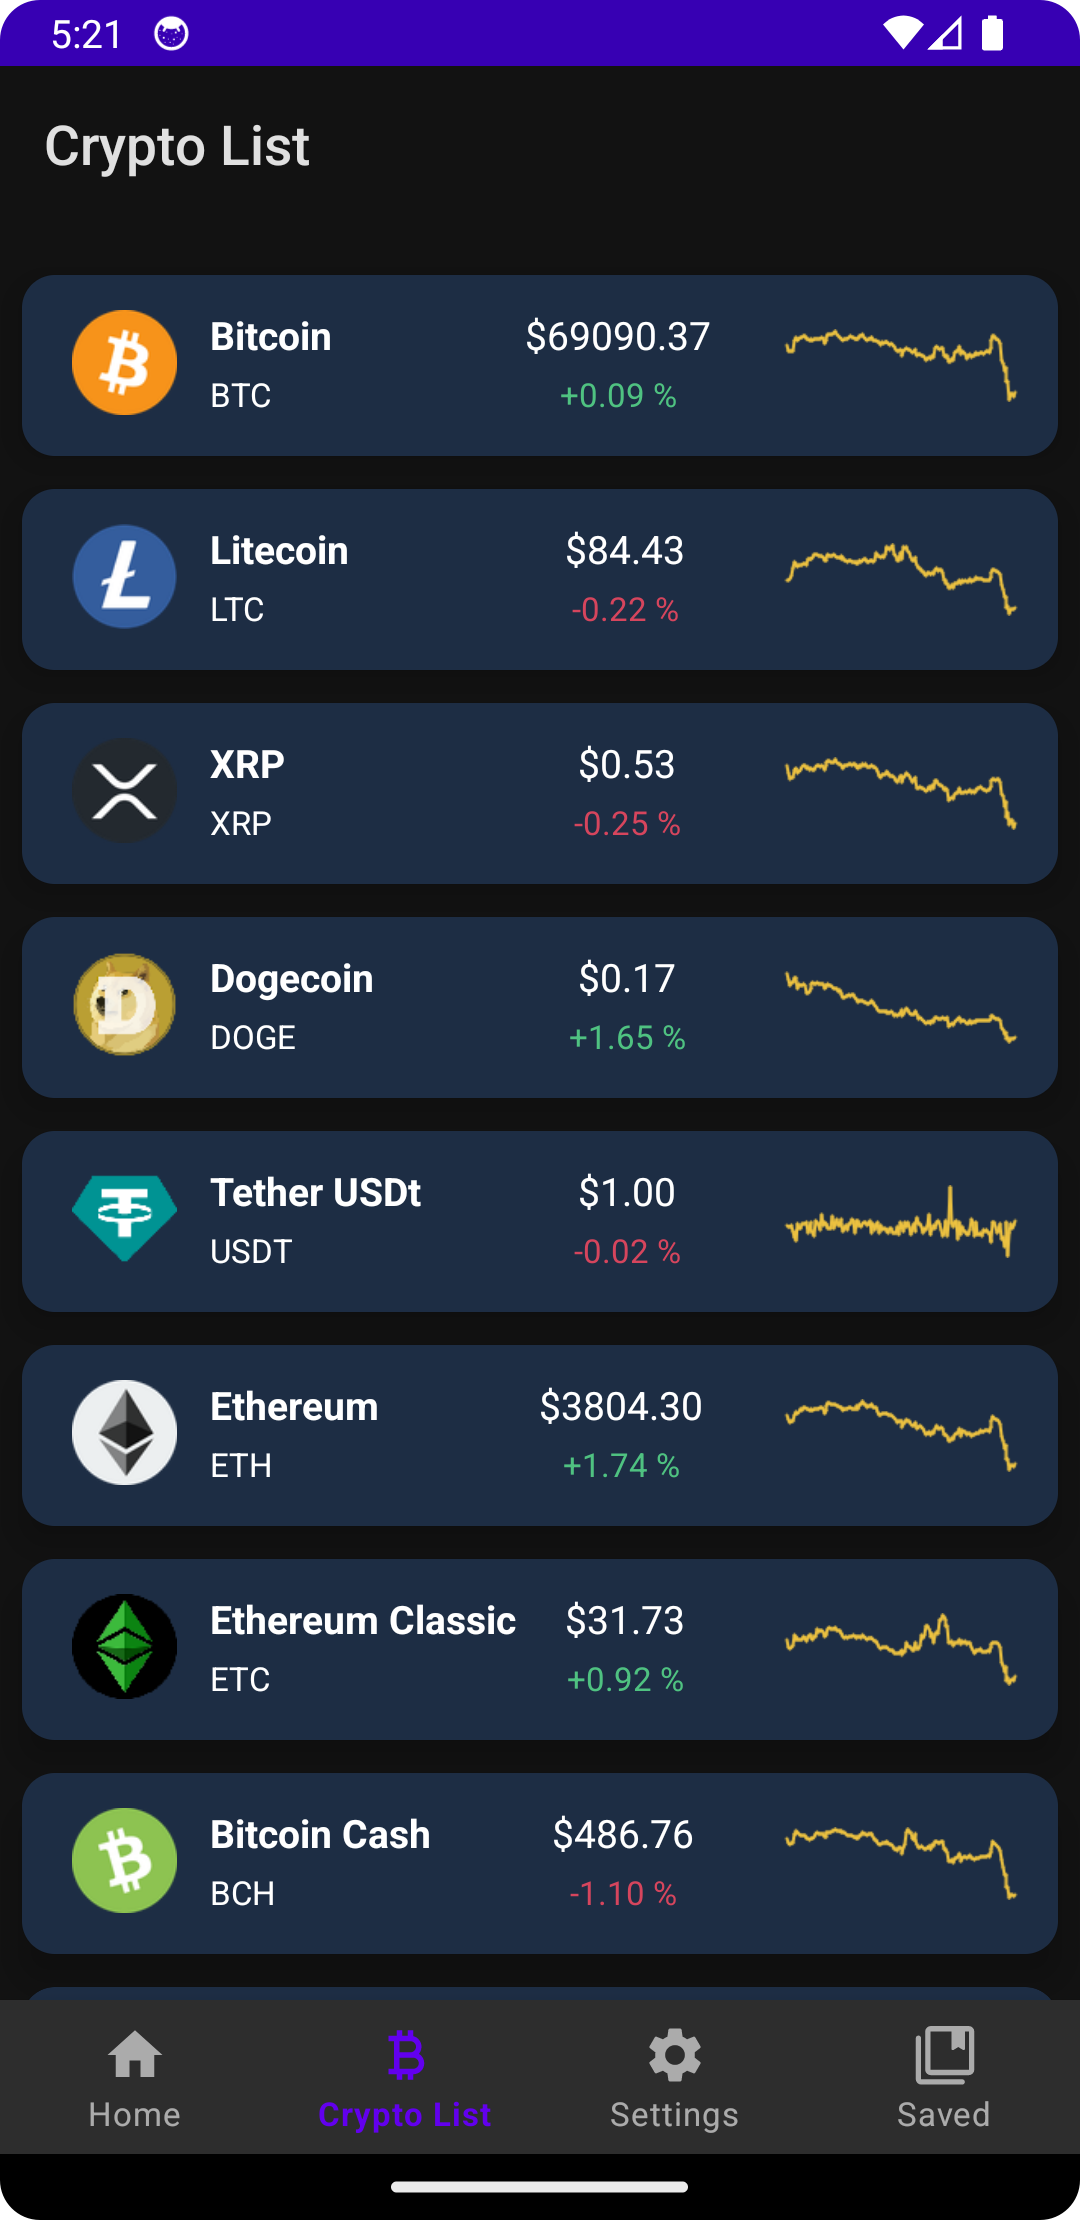 5:21
Crypto List
Bitcoin $69090.37
BTC +0.09 %
Litecoin $84.43
LTC -0.22 %
XRP $0.53
XRP -0.25 %
Dogecoin $0.17
DOGE +1.65 %
Tether USDt $1.00
USDT -0.02 %
Ethereum $3804.30
ETH +1.74 %
Ethereum Classic $31.73
ETC +0.92 %
Bitcoin Cash $486.76
BCH -1.10 %
Home Crypto List Settings Saved